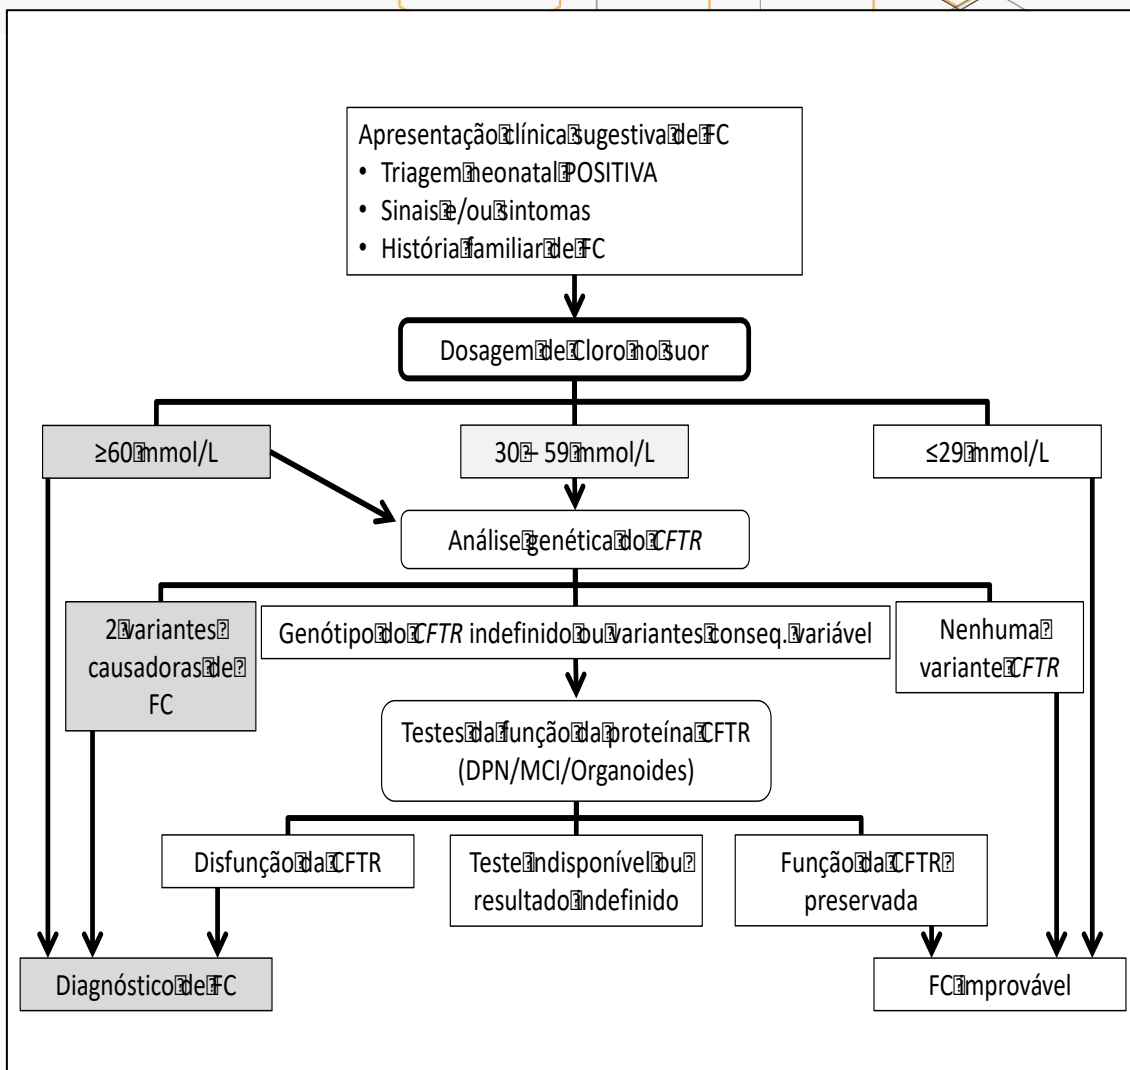 Apresentação clínica sugestiva de FC
• Triagem neonatal POSITIVA
• Sinais e/ou sintomas
• História familiar de FC
Dosagem de Cloro no suor
≥60 mmol/L
30 – 59 mmol/L
≤29 mmol/L
Análise genética do CFTR
2 variantes
causadoras de
FC
Genótipo do CFTR indefinido ou variantes conseq. variável
Nenhuma
variante CFTR
Testes da função da proteína CFTR
(DPN/MCI/Organoides)
Disfunção da CFTR
Teste indisponível ou
resultado indefinido
Função da CFTR
preservada
Diagnóstico de FC
FC improvável